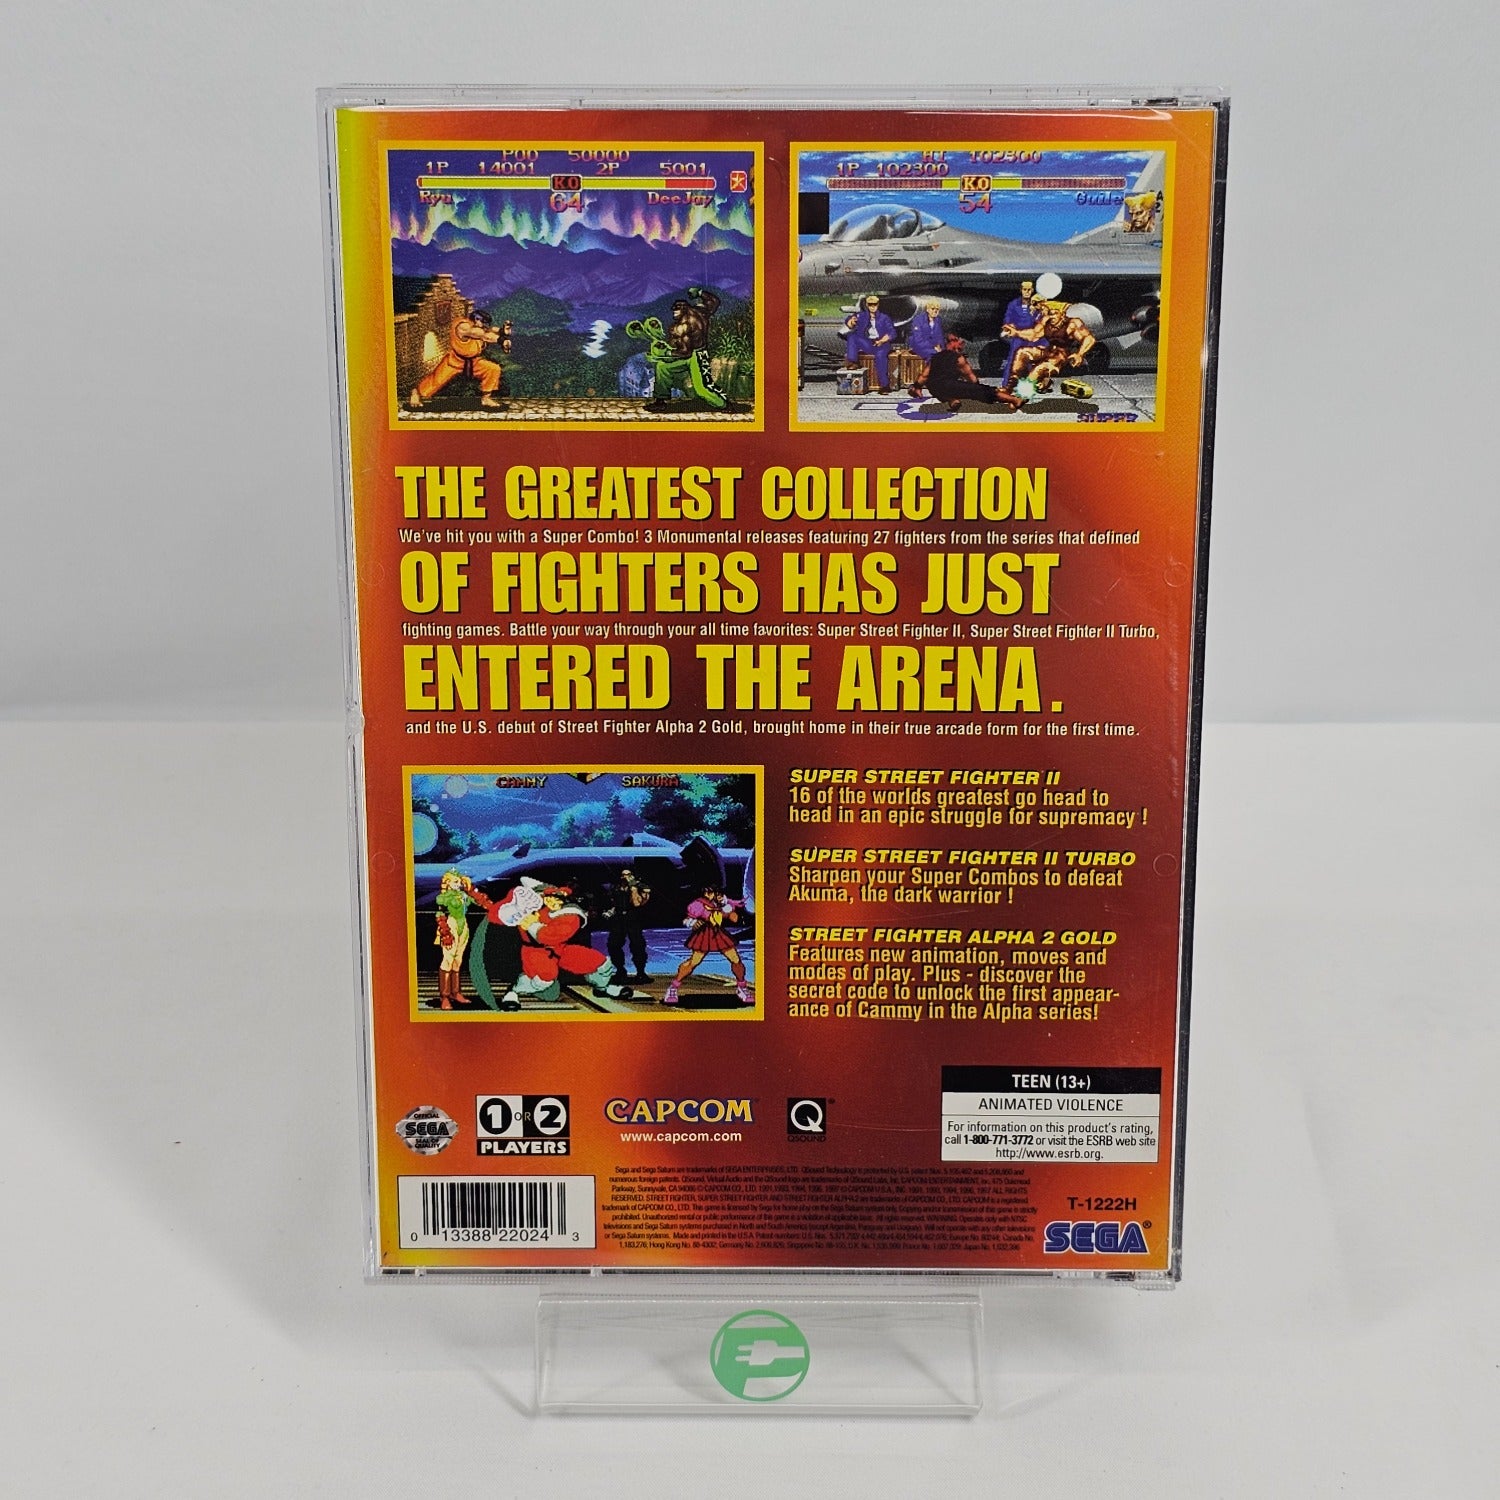 P00 50000
1P 14001 2P 5001
K.O
Ryu 64 DeeJay
HI 102300
1P 102300
K.O
54 Guile
SUPER
THE GREATEST COLLECTION
We've hit you with a Super Combo! 3 Monumental releases featuring 27 fighters from the series that defined
OF FIGHTERS HAS JUST
fighting games. Battle your way through your all time favorites: Super Street Fighter II, Super Street Fighter II Turbo,
ENTERED THE ARENA.
and the U.S. debut of Street Fighter Alpha 2 Gold, brought home in their true arcade form for the first time.
CAMMY SAKURA
SUPER STREET FIGHTER II
16 of the worlds greatest go head to
head in an epic struggle for supremacy !
SUPER STREET FIGHTER II TURBO
Sharpen your Super Combos to defeat
Akuma, the dark warrior !
STREET FIGHTER ALPHA 2 GOLD
Features new animation, moves and
modes of play. Plus - discover the
secret code to unlock the first appear-
ance of Cammy in the Alpha series!
OFFICIAL
SEGA
SEAL OF
QUALITY
1 OR 2
PLAYERS
CAPCOM
www.capcom.com
Q
QSOUND
TEEN (13+)
ANIMATED VIOLENCE
For information on this product's rating,
call 1-800-771-3772 or visit the ESRB web site
http://www.esrb.org.
0 13388 22024 3
T-1222H
SEGA®